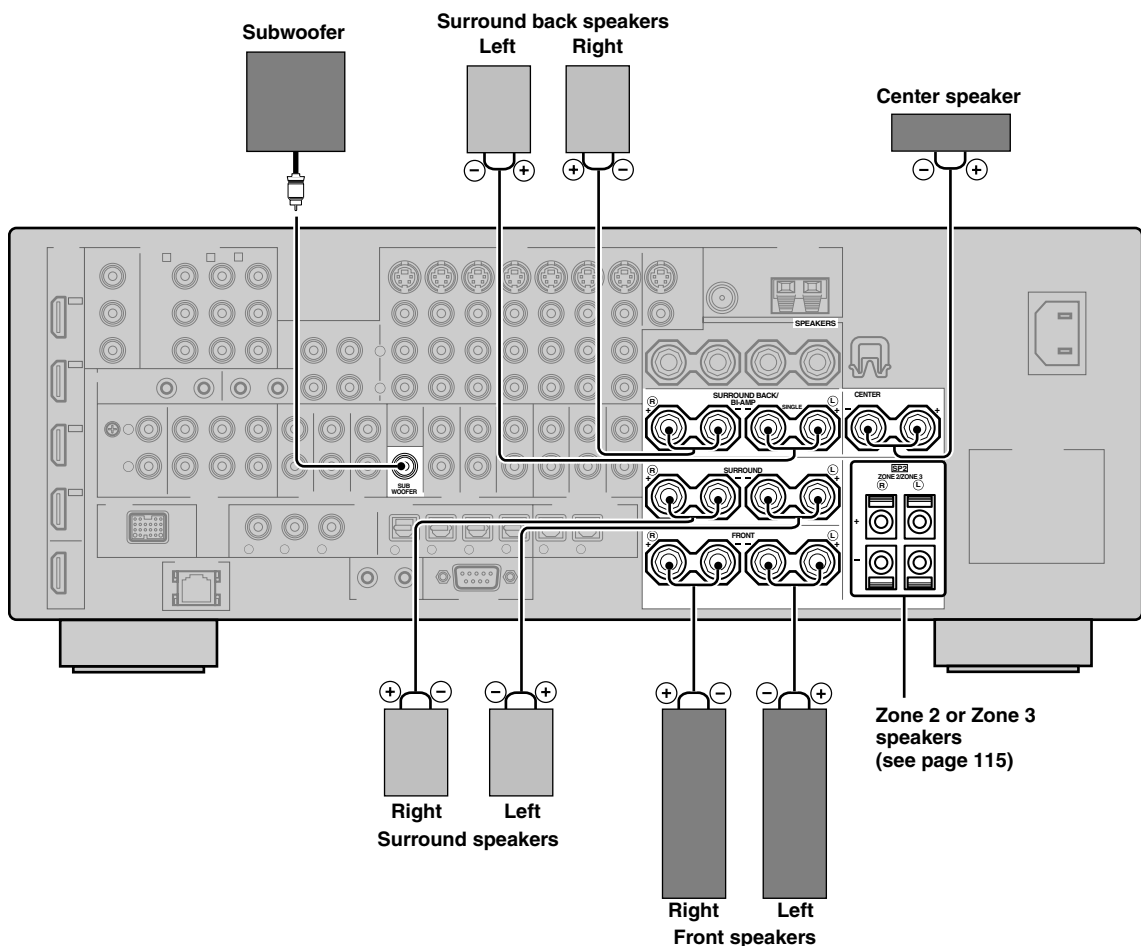 Surround back speakers
Subwoofer
Left Right
Center speaker
− + + −
− +
SPEAKERS
R SURROUND BACK/ BI-AMP SINGLE L CENTER
+ − − + − +
SUB
WOOFER
R SURROUND L
+ − − +
SP2
ZONE 2/ZONE 3
R L
+
−
R FRONT L
+ − − +
+ − − +
+ − − +
Zone 2 or Zone 3
speakers
(see page 115)
Right Left
Surround speakers
Right Left
Front speakers